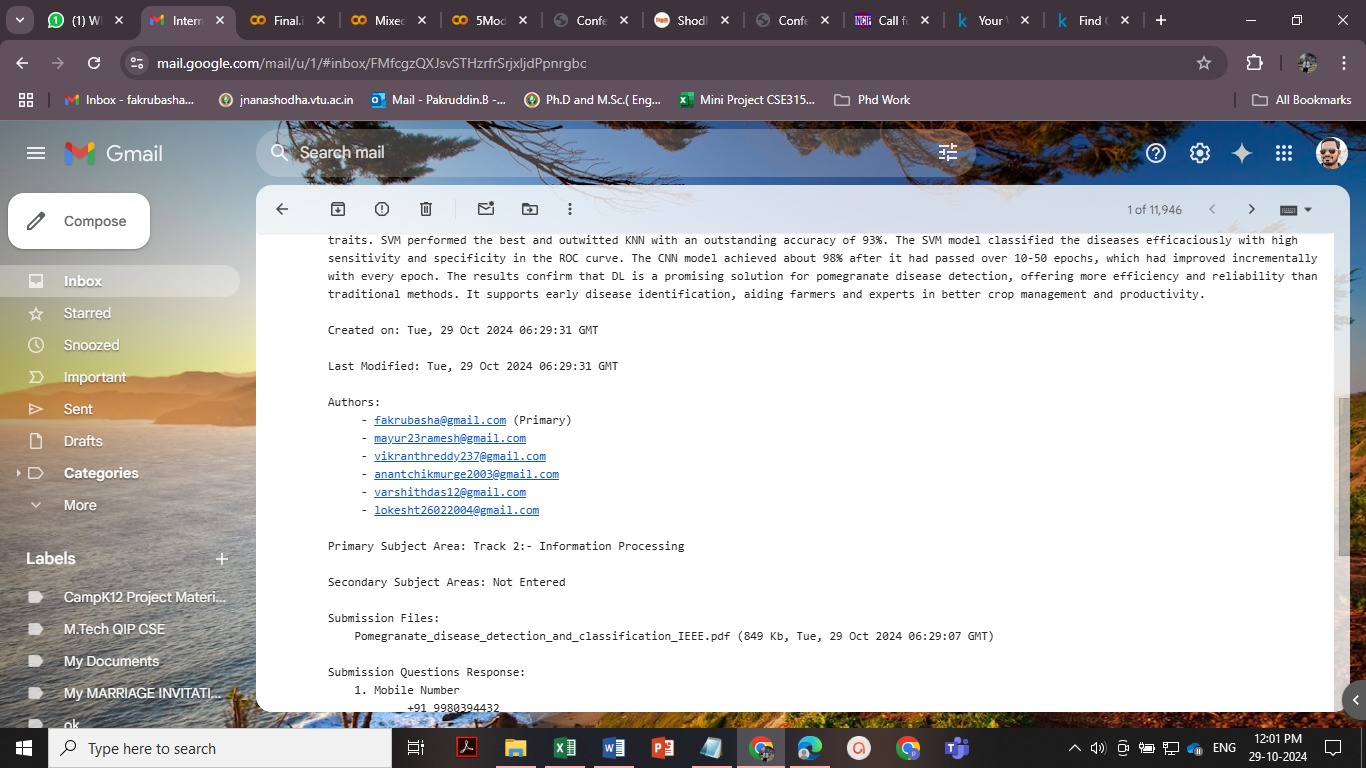 (1) W
Intern
Final.i
Mixec
5Mod
Confe
Shodh
Confe
Call fo
Your
Find
mail.google.com/mail/u/1/#inbox/FMfcgzQXJsvSTHzrfrSrjxljdPpnrgbc
Inbox - fakrubasha...
jnanashodha.vtu.ac.in
Mail - Pakruddin.B -...
Ph.D and M.Sc.( Eng...
Mini Project CSE315...
Phd Work
All Bookmarks
Gmail
Search mail
Compose
1 of 11,946
Inbox
Starred
Snoozed
Important
Sent
Drafts
Categories
More
Labels
CampK12 Project Materi...
M.Tech QIP CSE
My Documents
My MARRIAGE INVITATI...
ok
traits. SVM performed the best and outwitted KNN with an outstanding accuracy of 93%. The SVM model classified the diseases efficaciously with high
sensitivity and specificity in the ROC curve. The CNN model achieved about 98% after it had passed over 10-50 epochs, which had improved incrementally
with every epoch. The results confirm that DL is a promising solution for pomegranate disease detection, offering more efficiency and reliability than
traditional methods. It supports early disease identification, aiding farmers and experts in better crop management and productivity.
Created on: Tue, 29 Oct 2024 06:29:31 GMT
Last Modified: Tue, 29 Oct 2024 06:29:31 GMT
Authors:
- fakrubasha@gmail.com (Primary)
- mayur23ramesh@gmail.com
- vikranthreddy237@gmail.com
- anantchikmurge2003@gmail.com
- varshithdas12@gmail.com
- lokesht26022004@gmail.com
Primary Subject Area: Track 2:- Information Processing
Secondary Subject Areas: Not Entered
Submission Files:
Pomegranate_disease_detection_and_classification_IEEE.pdf (849 Kb, Tue, 29 Oct 2024 06:29:07 GMT)
Submission Questions Response:
1. Mobile Number
+91 9980394432
Type here to search
ENG
12:01 PM
29-10-2024